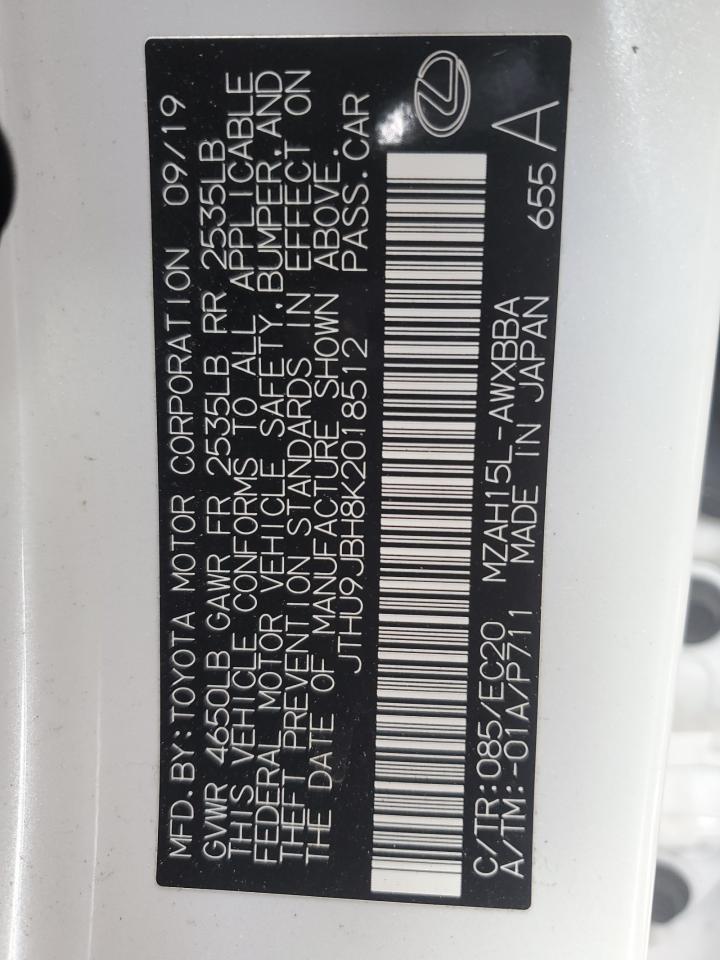 MFD. BY: TOYOTA MOTOR CORPORATION 09/19
GVWR 4650LB GAWR FR 2535LB RR 2535LB
THIS VEHICLE CONFORMS TO ALL APPLICABLE
FEDERAL MOTOR VEHICLE SAFETY, BUMPER, AND
THEFT PREVENTION STANDARDS IN EFFECT ON
THE DATE OF MANUFACTURE SHOWN ABOVE.
JTHU9JBH8K2018512 PASS. CAR
C/TR: 085/EC20 MZAH15L-AWXBBA 655 A
A/TM: -01A/P711 MADE IN JAPAN